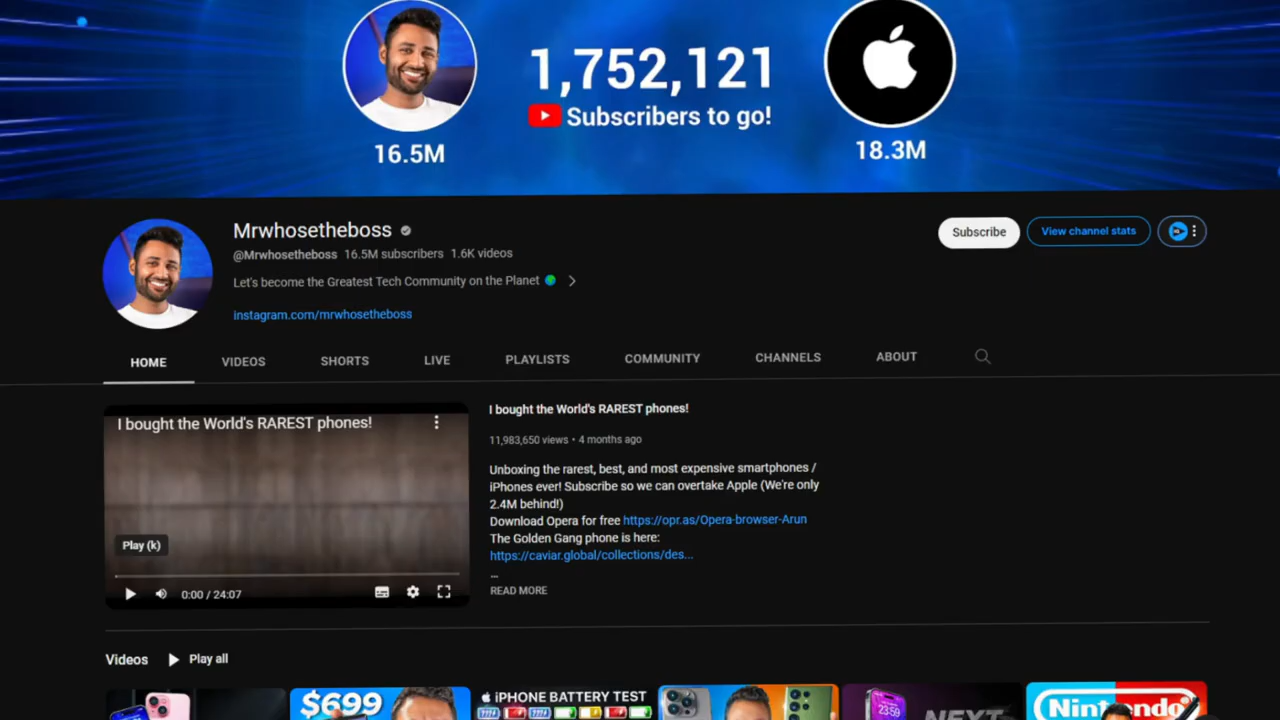 1,752,121
Subscribers to go!
16.5M
18.3M
Mrwhosetheboss
@Mrwhosetheboss 16.5M subscribers 1.6K videos
Let's become the Greatest Tech Community on the Planet
instagram.com/mrwhosetheboss
Subscribe
View channel stats
HOME VIDEOS SHORTS LIVE PLAYLISTS COMMUNITY CHANNELS ABOUT
I bought the World's RAREST phones!
Play (k)
0:00 / 24:07
I bought the World's RAREST phones!
11,983,650 views • 4 months ago
Unboxing the rarest, best, and most expensive smartphones /
iPhones ever! Subscribe so we can overtake Apple (We're only
2.4M behind!)
Download Opera for free https://opr.as/Opera-browser-Arun
The Golden Gang phone is here:
https://caviar.global/collections/des...
...
READ MORE
Videos Play all
$699
iPHONE BATTERY TEST
23:59
NEXT
Nintendo